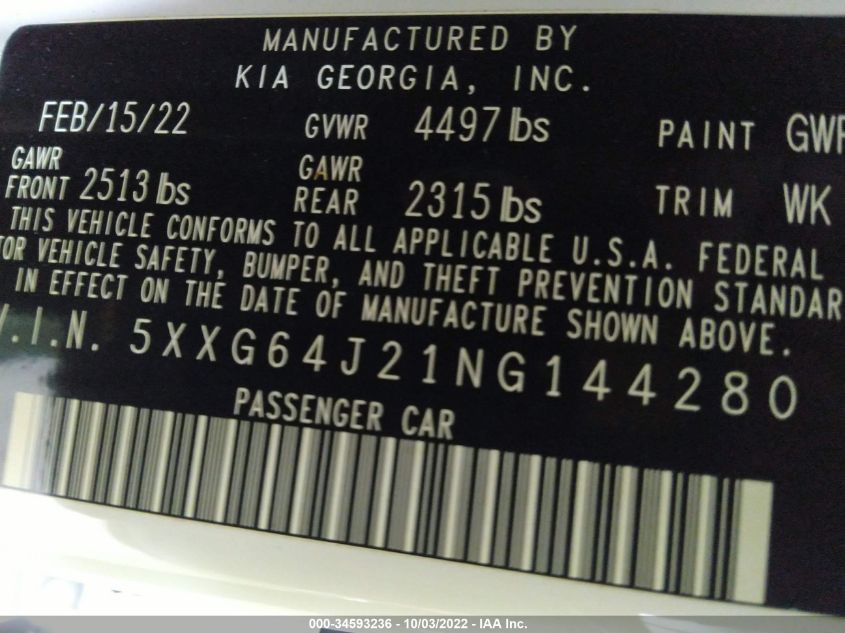 MANUFACTURED BY
KIA GEORGIA, INC.
FEB/15/22 GVWR 4497 lbs PAINT
GAWR GAWR
FRONT 2513 lbs REAR 2315 lbs TRIM WK
THIS VEHICLE CONFORMS TO ALL APPLICABLE U.S.A. FEDERAL
VEHICLE SAFETY, BUMPER, AND THEFT PREVENTION
IN EFFECT ON THE DATE OF MANUFACTURE SHOWN ABOVE.
V.I.N. 5XXG64J21NG144280
PASSENGER CAR
000-34593236 - 10/03/2022 - IAA Inc.